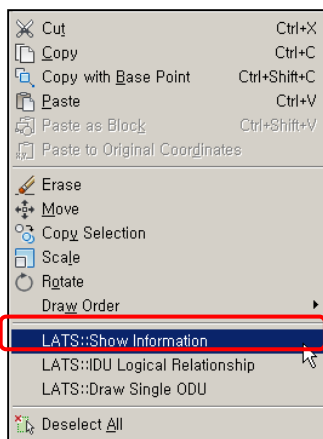 Cut Ctrl+X
Copy Ctrl+C
Copy with Base Point Ctrl+Shift+C
Paste Ctrl+V
Paste as Block Ctrl+Shift+V
Paste to Original Coordinates
Erase
Move
Copy Selection
Scale
Rotate
Draw Order
LATS::Show Information
LATS::IDU Logical Relationship
LATS::Draw Single ODU
Deselect All